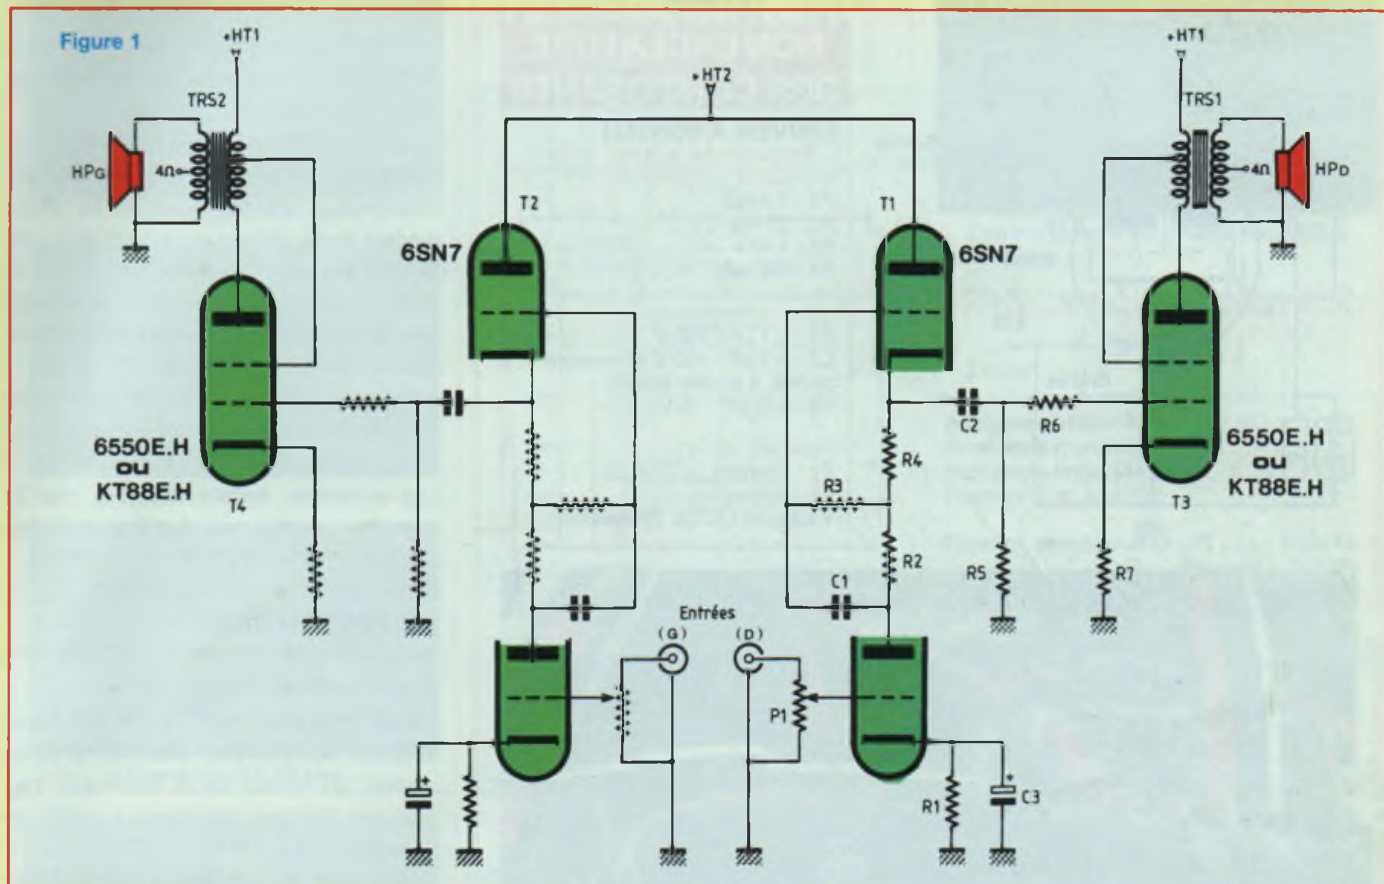 Figure 1
+HT1
+HT1
+HT2
TRS2
TRS1
HPG
4Ω
4Ω
HPD
T2
T1
6SN7
6SN7
6550E.H
ou
KT88E.H
T4
6550E.H
ou
KT88E.H
T3
C2
R6
R4
R3
R2
R5
R7
C1
Entrées
(G)
(D)
P1
R1
+
+
C3